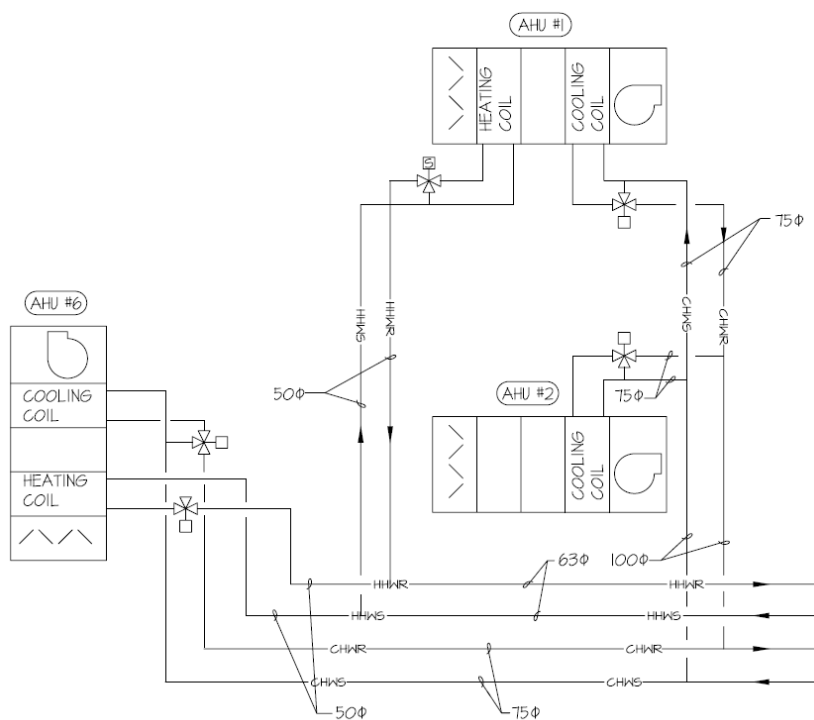 AHU #1
HEATING
COIL
COOLING
COIL
S
75Φ
AHU #6
HHWS
HHWR
CHWS
CHWR
COOLING
COIL
50Φ
AHU #2
75Φ
HEATING
COIL
COOLING
COIL
63Φ
100Φ
HHWR
HHWR
HHWS
HHWS
CHWR
CHWR
CHWS
CHWS
50Φ
75Φ